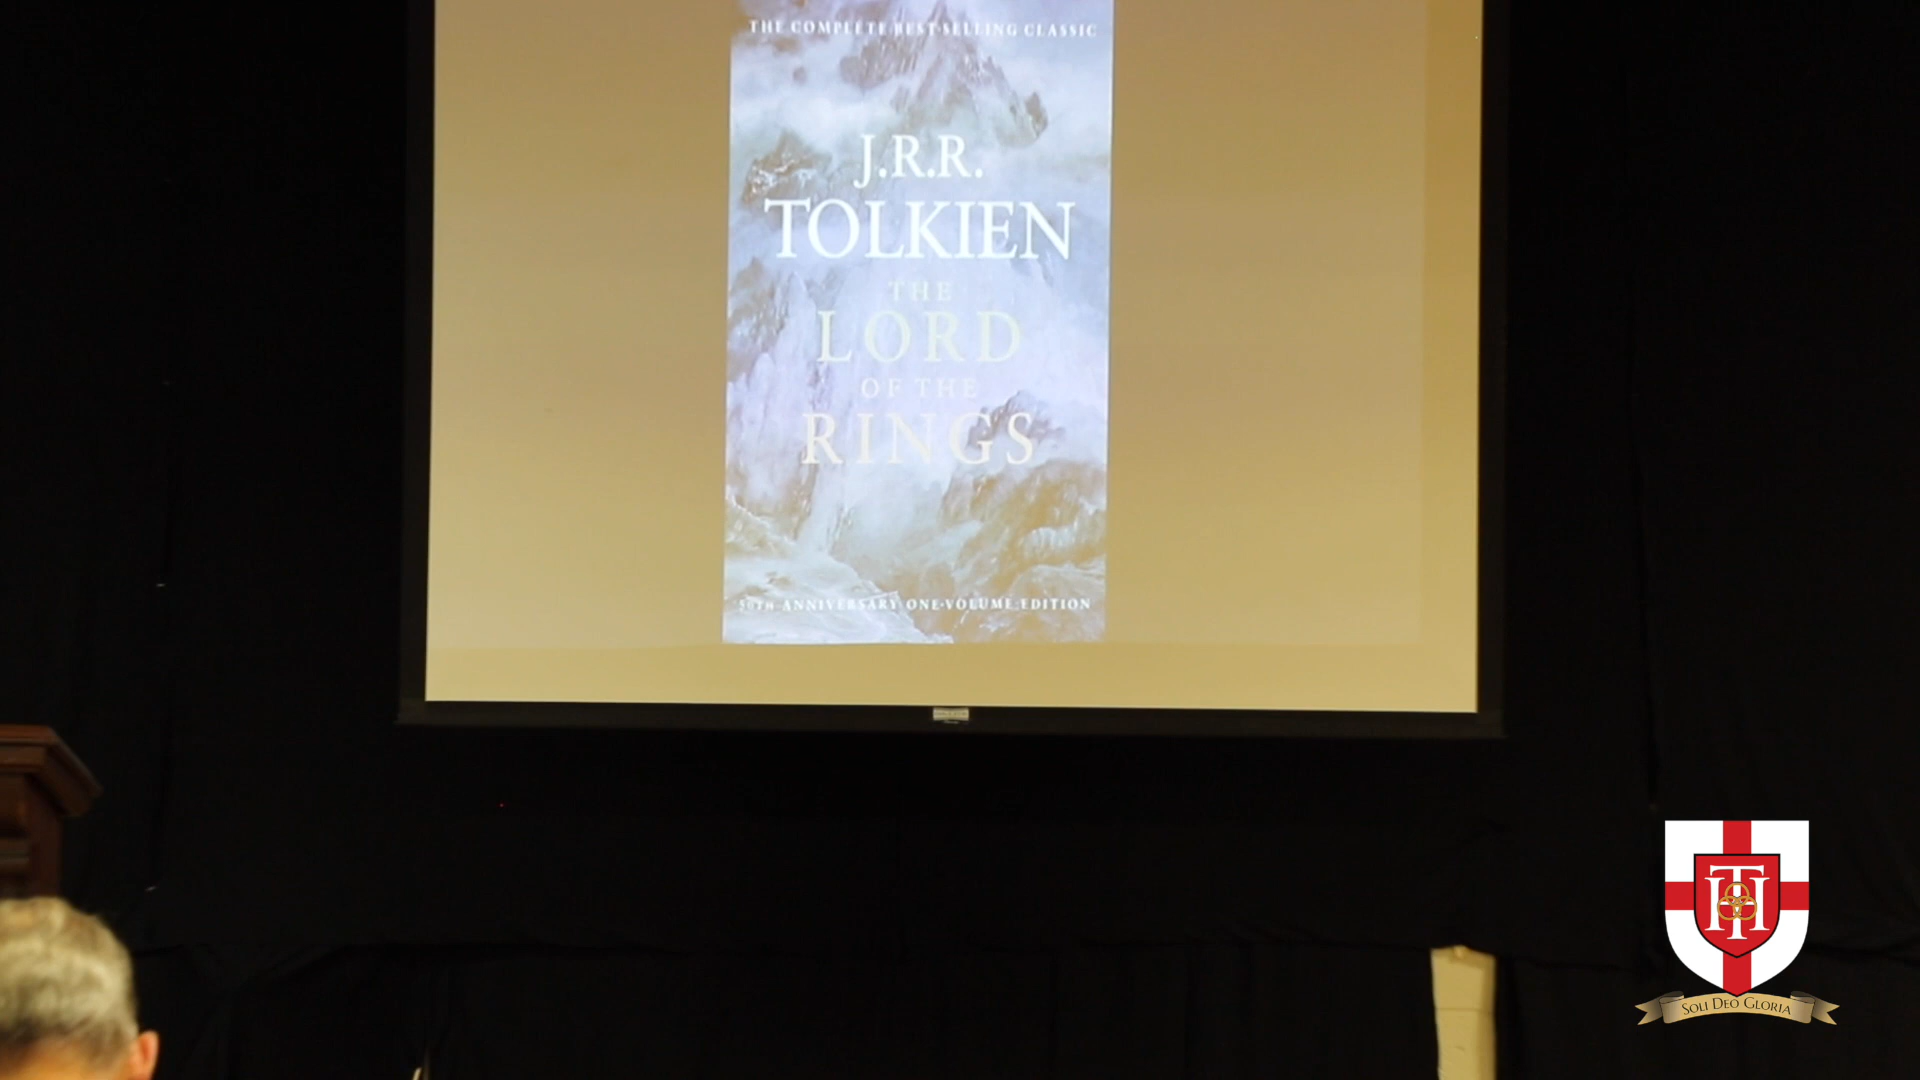 THE COMPLETE BEST-SELLING CLASSIC
J.R.R.
TOLKIEN
THE
LORD
OF THE
RINGS
50TH ANNIVERSARY ONE-VOLUME EDITION
TH
SOLI DEO GLORIA